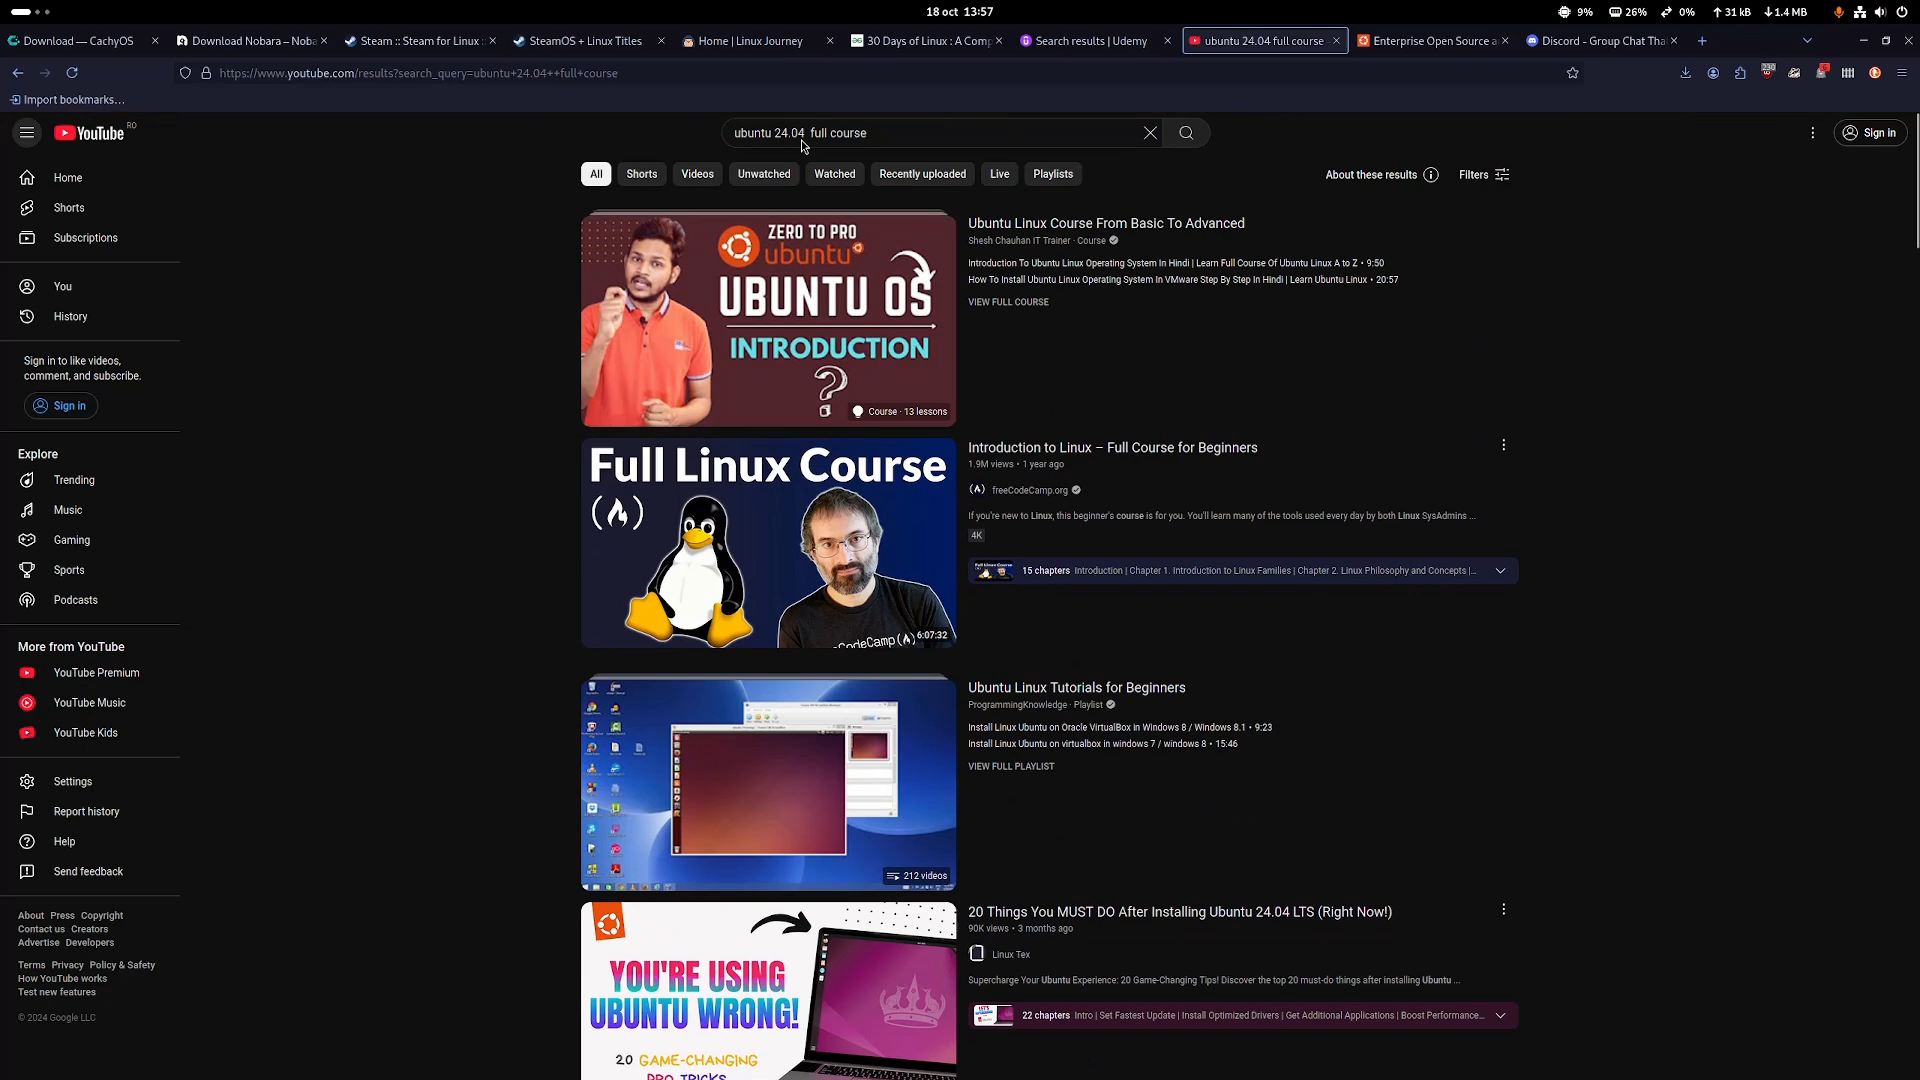 18 oct 13:57
9%
26%
0%
31 kB
1.4 MB
Download — CachyOS
Download Nobara — Noba
Steam :: Steam for Linux :
SteamOS + Linux Titles
Home | Linux Journey
30 Days of Linux : A Comp
Search results | Udemy
ubuntu 24.04 full course
Enterprise Open Source a
Discord - Group Chat Tha
https://www.youtube.com/results?search_query=ubuntu+24.04++full+course
230
6
Import bookmarks…
YouTube RO
ubuntu 24.04 full course
Sign in
All
Shorts
Videos
Unwatched
Watched
Recently uploaded
Live
Playlists
About these results
Filters
Home
Shorts
Subscriptions
You
History
Sign in to like videos,
comment, and subscribe.
Sign in
Explore
Trending
Music
Gaming
Sports
Podcasts
More from YouTube
YouTube Premium
YouTube Music
YouTube Kids
Settings
Report history
Help
Send feedback
About Press Copyright
Contact us Creators
Advertise Developers
Terms Privacy Policy & Safety
How YouTube works
Test new features
© 2024 Google LLC
ZERO TO PRO
ubuntu
UBUNTU OS
INTRODUCTION
?
Course · 13 lessons
Ubuntu Linux Course From Basic To Advanced
Shesh Chauhan IT Trainer · Course
Introduction To Ubuntu Linux Operating System In Hindi | Learn Full Course Of Ubuntu Linux A to Z • 9:50
How To Install Ubuntu Linux Operating System In VMware Step By Step In Hindi | Learn Ubuntu Linux • 20:57
VIEW FULL COURSE
Full Linux Course
6:07:32
Introduction to Linux – Full Course for Beginners
1.9M views • 1 year ago
freeCodeCamp.org
If you're new to Linux, this beginner's course is for you. You'll learn many of the tools used every day by both Linux SysAdmins ...
4K
15 chapters Introduction | Chapter 1. Introduction to Linux Families | Chapter 2. Linux Philosophy and Concepts |...
212 videos
Ubuntu Linux Tutorials for Beginners
ProgrammingKnowledge · Playlist
Install Linux Ubuntu on Oracle VirtualBox in Windows 8 / Windows 8.1 • 9:23
Install Linux Ubuntu on virtualbox in windows 7 / windows 8 • 15:46
VIEW FULL PLAYLIST
YOU'RE USING
UBUNTU WRONG!
20 GAME-CHANGING
PRO TRICKS
20 Things You MUST DO After Installing Ubuntu 24.04 LTS (Right Now!)
90K views • 3 months ago
Linux Tex
Supercharge Your Ubuntu Experience: 20 Game-Changing Tips! Discover the top 20 must-do things after installing Ubuntu ...
22 chapters Intro | Set Fastest Update | Install Optimized Drivers | Get Additional Applications | Boost Performance...